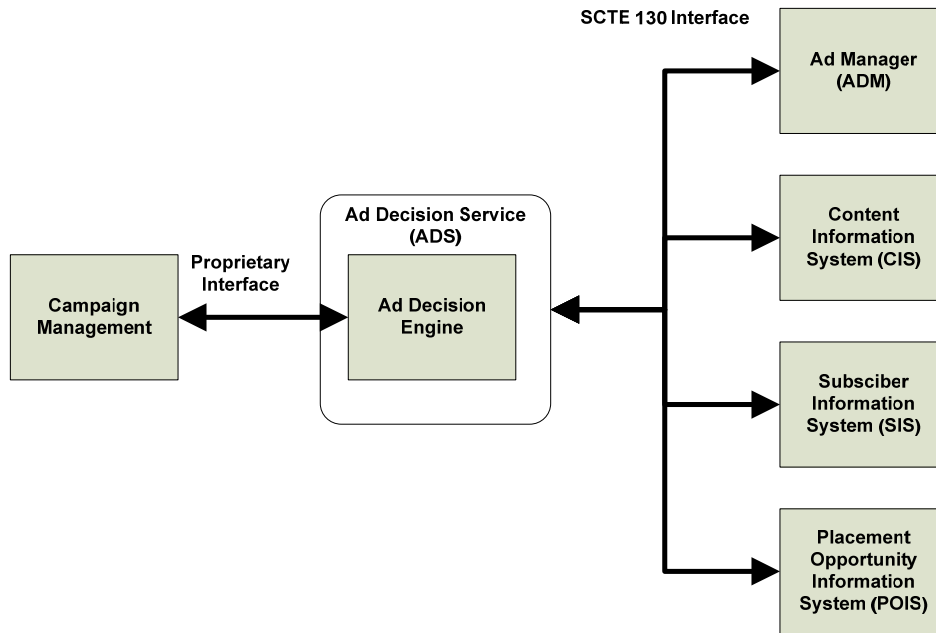 SCTE 130 Interface
Ad Manager
(ADM)
Content
Information
System (CIS)
Ad Decision Service
(ADS)
Proprietary
Interface
Campaign
Management
Ad Decision
Engine
Subsciber
Information
System (SIS)
Placement
Opportunity
Information
System (POIS)